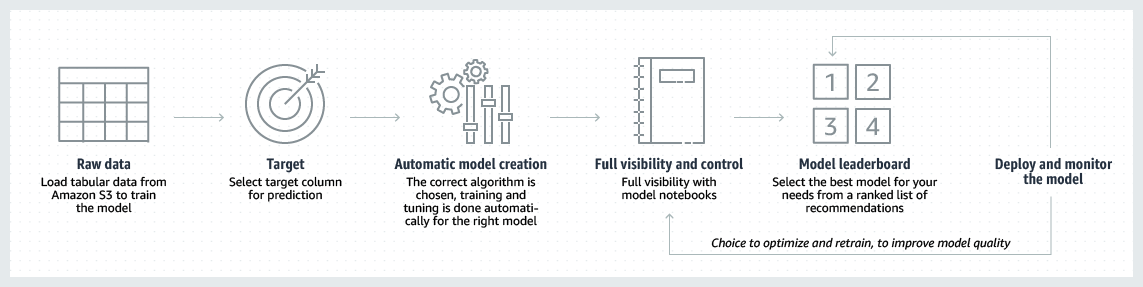 Raw data
Load tabular data from
Amazon S3 to train
the model
Target
Select target column
for prediction
Automatic model creation
The correct algorithm is
chosen, training and
tuning is done automati-
cally for the right model
Full visibility and control
Full visibility with
model notebooks
1 2
3 4
Model leaderboard
Select the best model for your
needs from a ranked list of
recommendations
Deploy and monitor
the model
Choice to optimize and retrain, to improve model quality